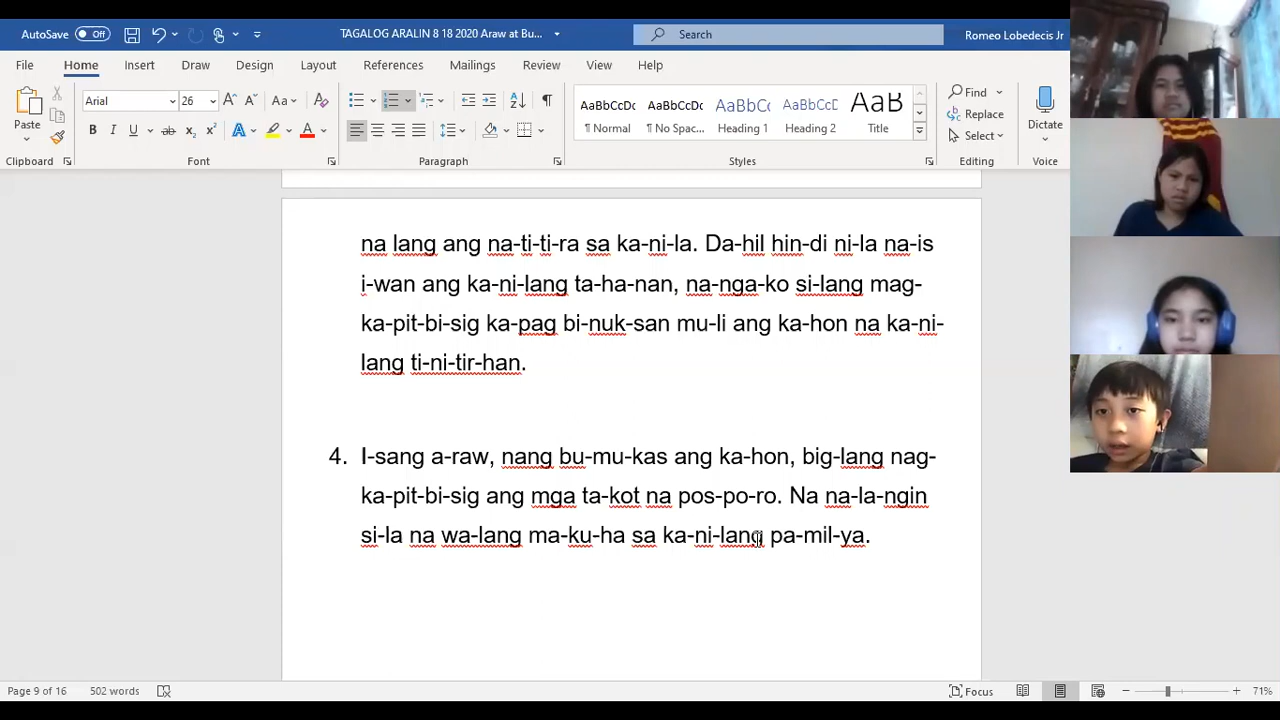 AutoSave Off TAGALOG ARALIN 8 18 2020 Araw at Bu... Search Romeo Lobedecis Jr
File Home Insert Draw Design Layout References Mailings Review View Help
Paste Arial 26 Aa AaBbCcDc AaBbCcDc AaBbCc AaBbCcC AaB Find Replace Select Dictate
B I U ab x₂ x² A A ¶ Normal ¶ No Spac... Heading 1 Heading 2 Title
Clipboard Font Paragraph Styles Editing Voice
na lang ang na-ti-ti-ra sa ka-ni-la. Da-hil hin-di ni-la na-is
i-wan ang ka-ni-lang ta-ha-nan, na-nga-ko si-lang mag-
ka-pit-bi-sig ka-pag bi-nuk-san mu-li ang ka-hon na ka-ni-
lang ti-ni-tir-han.
4. I-sang a-raw, nang bu-mu-kas ang ka-hon, big-lang nag-
ka-pit-bi-sig ang mga ta-kot na pos-po-ro. Na na-la-ngin
si-la na wa-lang ma-ku-ha sa ka-ni-lang pa-mil-ya.
Page 9 of 16 502 words Focus 71%